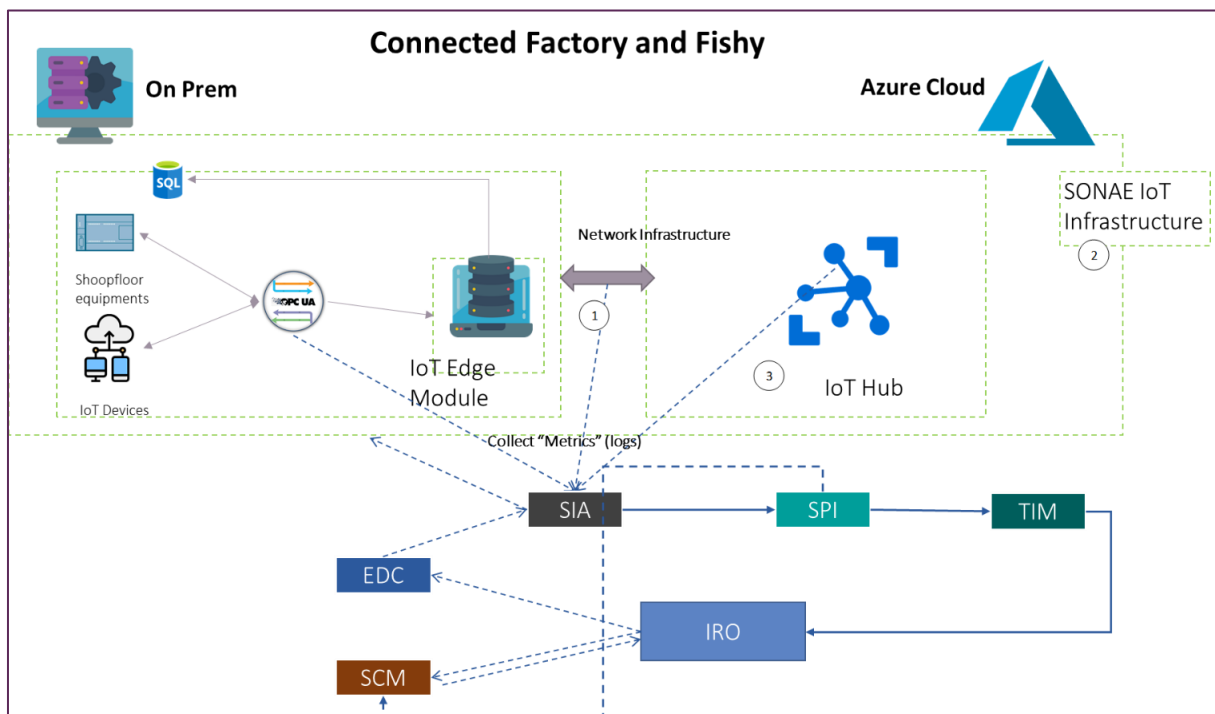 Connected Factory and Fishy
On Prem
Azure Cloud
SQL
SONAE IoT
Infrastructure
2
Network Infrastructure
Shoopfloor
equipments
OPC UA
1
IoT Edge
Module
3
IoT Hub
IoT Devices
Collect “Metrics” (logs)
SIA
SPI
TIM
EDC
IRO
SCM